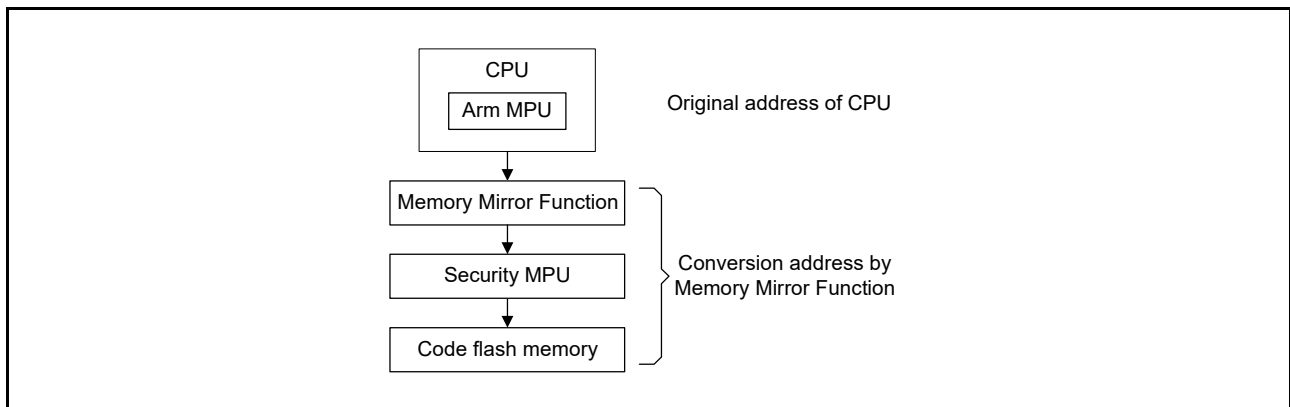 CPU
Arm MPU
Original address of CPU
Memory Mirror Function
Security MPU
Conversion address by
Memory Mirror Function
Code flash memory